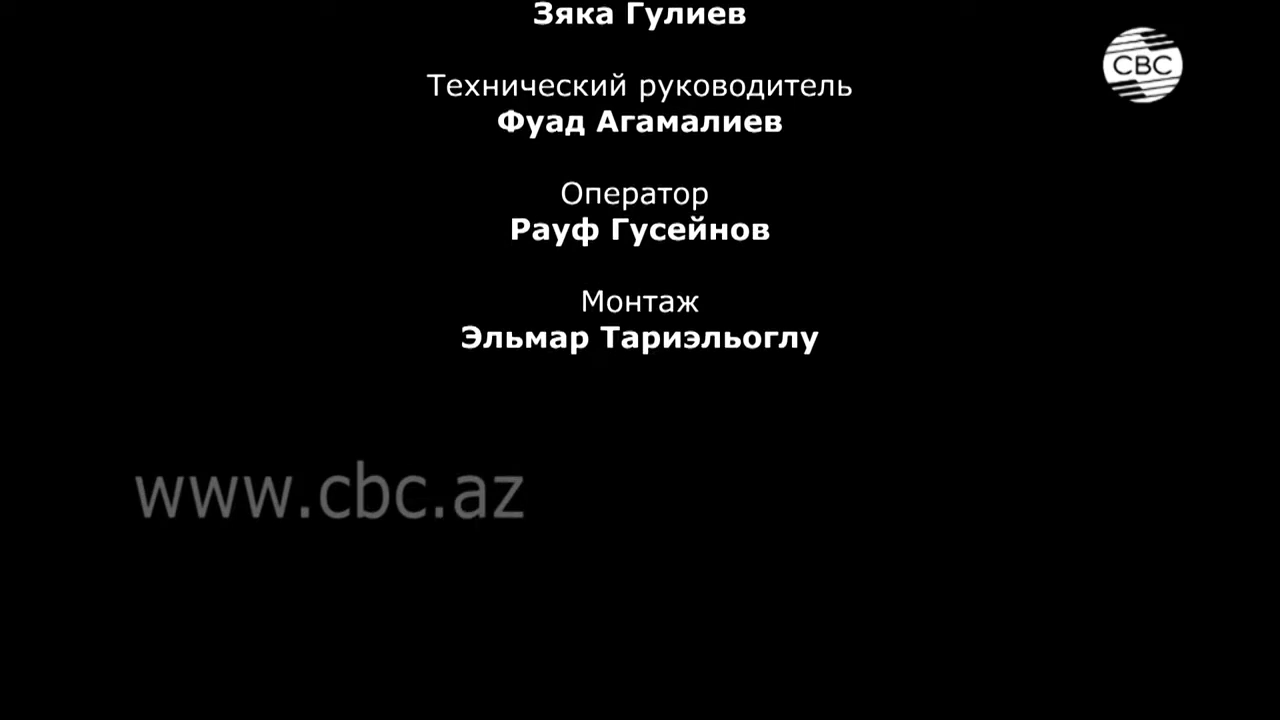 Зяка Гулиев
CBC
Технический руководитель
Фуад Агамалиев
Оператор
Рауф Гусейнов
Монтаж
Эльмар Тариэльоглу
www.cbc.az